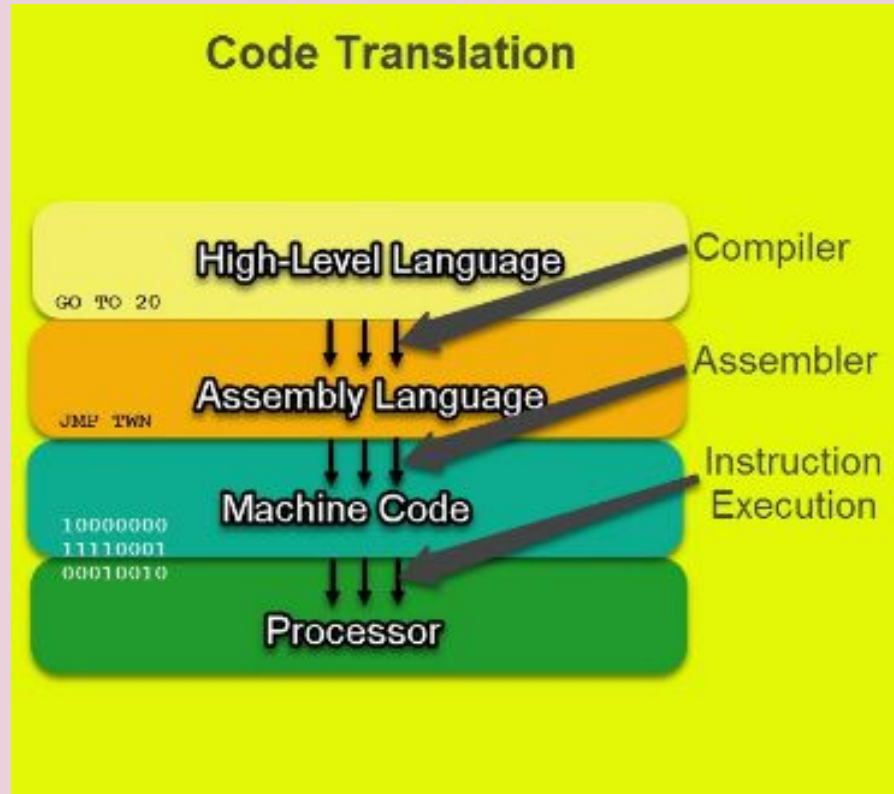 Code Translation
High-Level Language
Compiler
GO TO 20
Assembly Language
Assembler
JMP TWN
Machine Code
Instruction
Execution
10000000
11110001
00010010
Processor